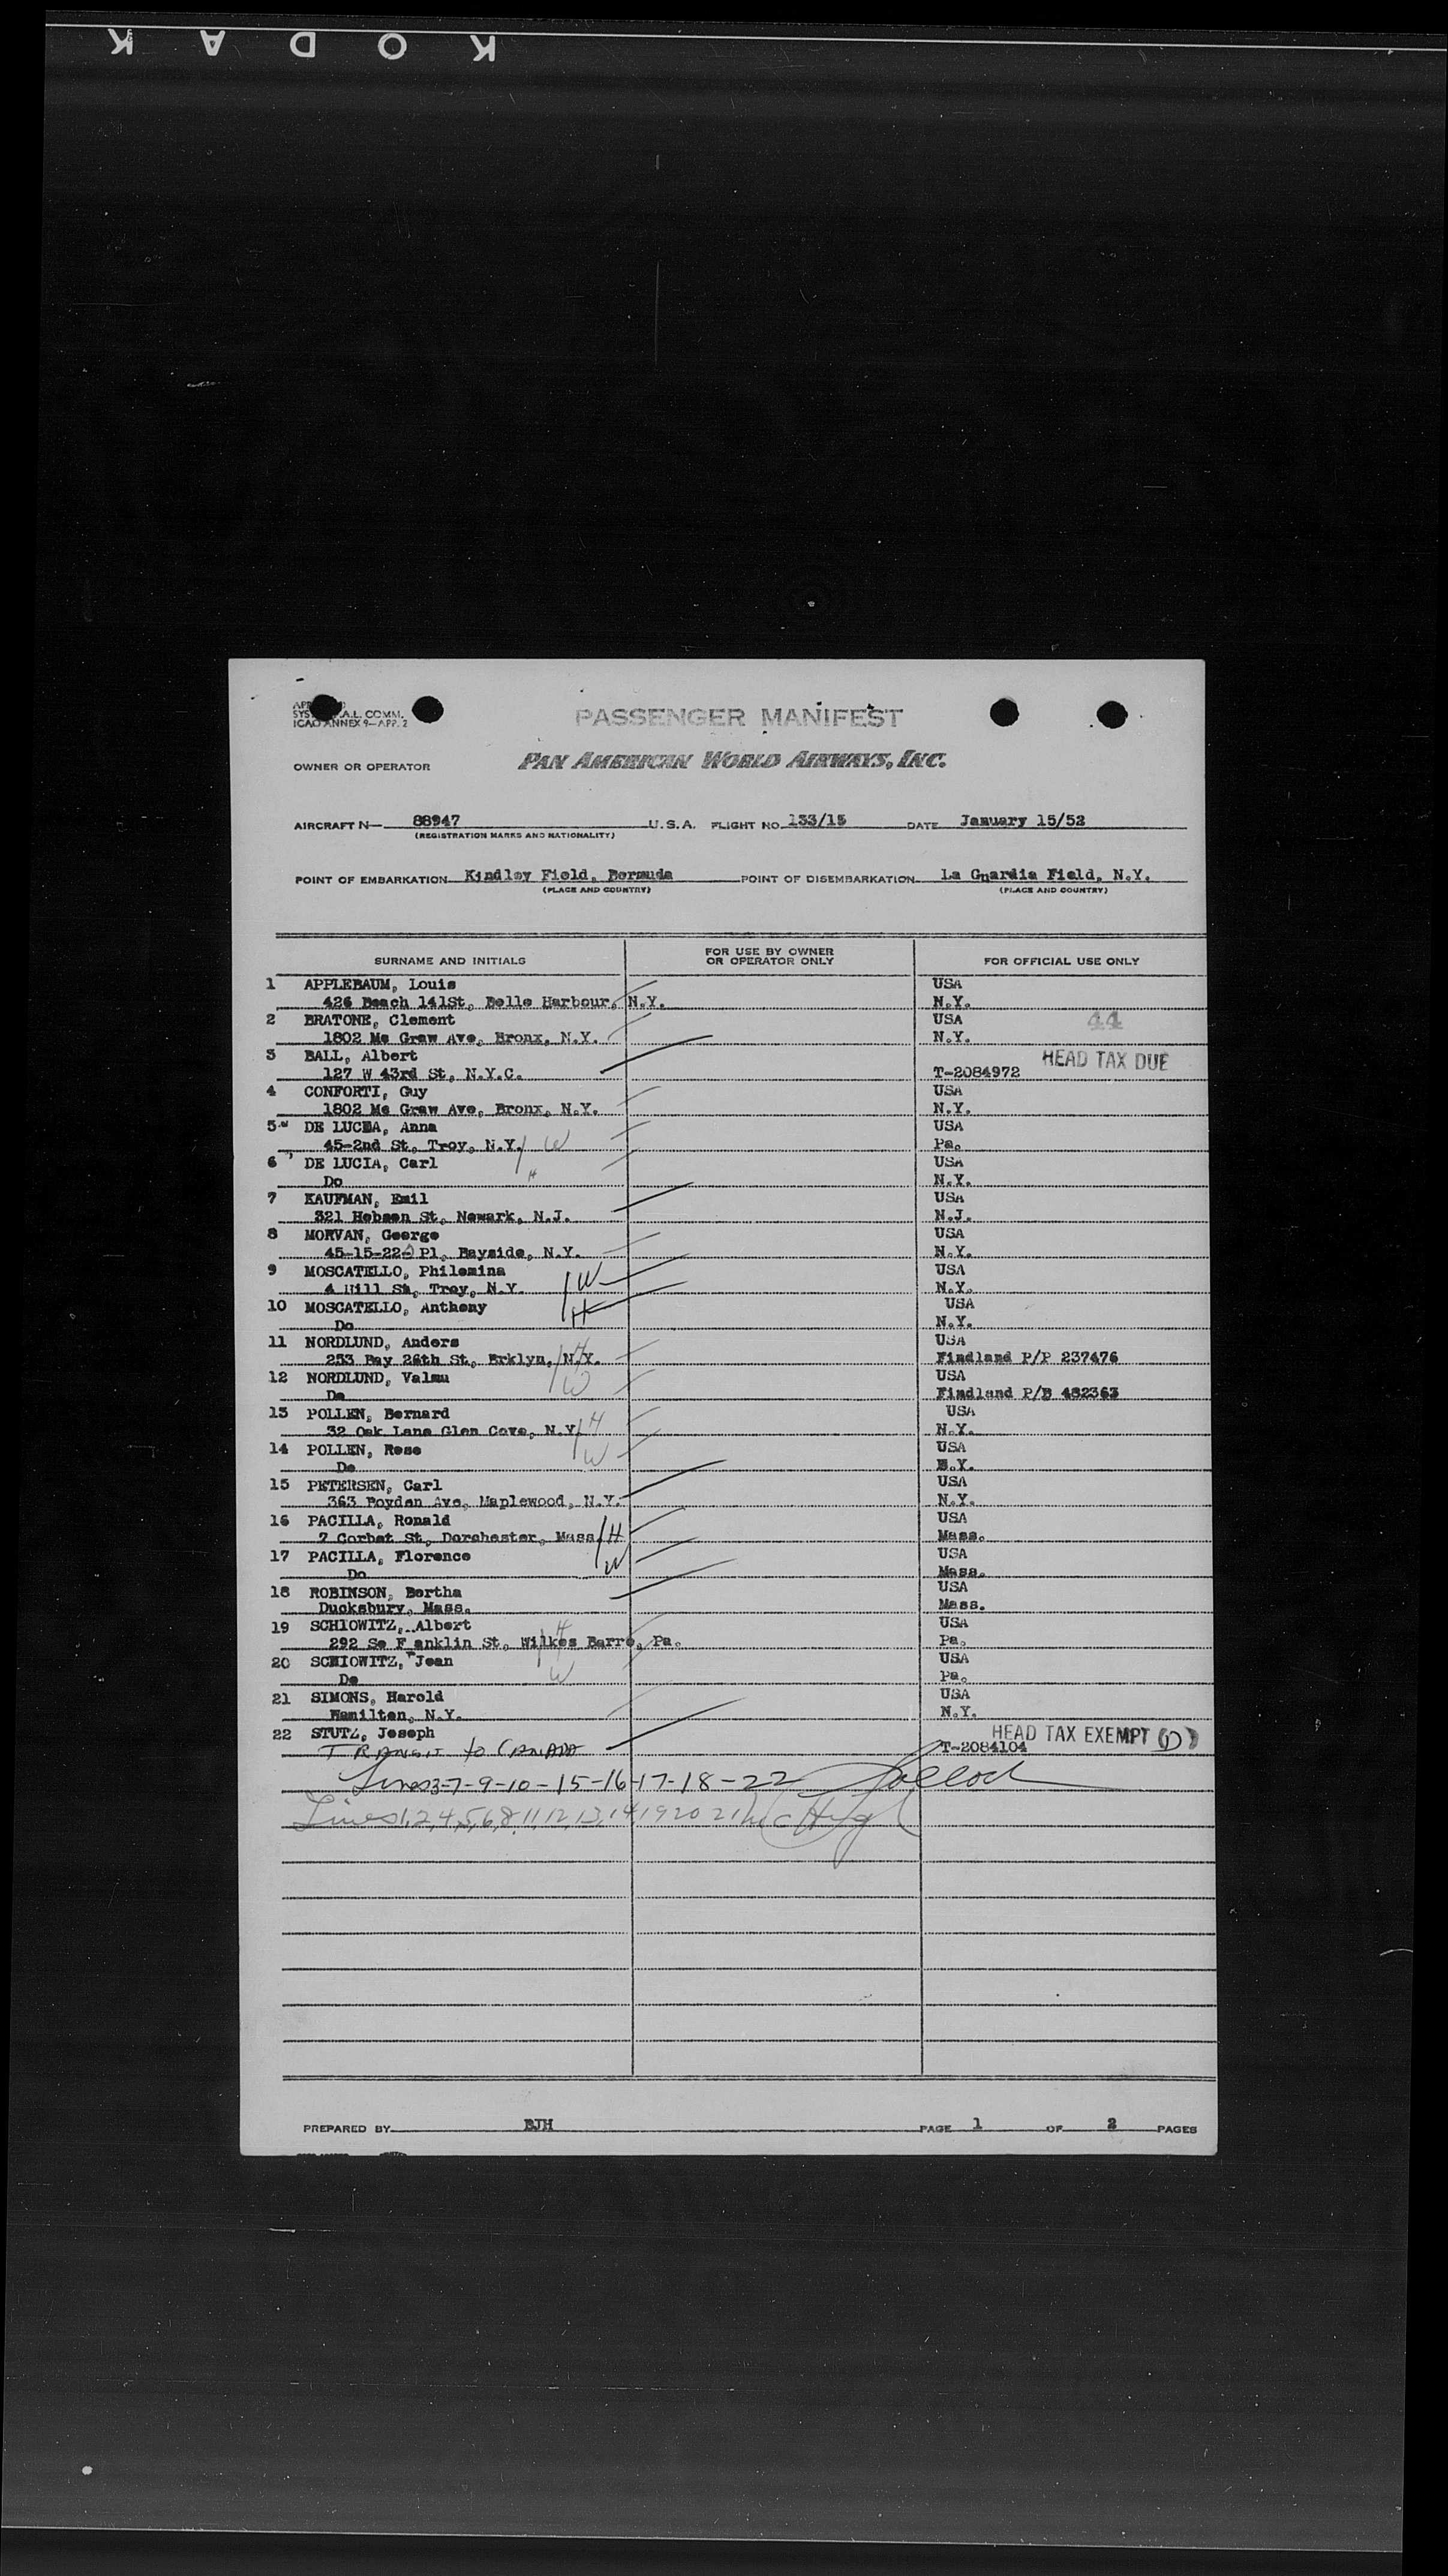 KODAK
SYS A.L. COMM.
ICAO ANNEX 9—APP. 2
PASSENGER MANIFEST
OWNER OR OPERATOR PAN AMERICAN WORLD AIRWAYS, INC.
AIRCRAFT N— 88947 U.S.A. FLIGHT NO. 133/15 DATE January 15/52
(REGISTRATION MARKS AND NATIONALITY)
POINT OF EMBARKATION Kindley Field, Bermuda POINT OF DISEMBARKATION La Guardia Field, N.Y.
(PLACE AND COUNTRY) (PLACE AND COUNTRY)
SURNAME AND INITIALS FOR USE BY OWNER OR OPERATOR ONLY FOR OFFICIAL USE ONLY
1 APPLEBAUM, Louis USA
426 Beach 141St, Belle Harbour, N.Y. N.Y.
2 BRATONE, Clement USA 44
1802 Mc Graw Ave, Bronx, N.Y. N.Y.
3 BALL, Albert HEAD TAX DUE
127 W 43rd St, N.Y.C. T-2084972
4 CONFORTI, Guy USA
1802 Mc Graw Ave, Bronx, N.Y. N.Y.
5 DE LUCIA, Anna USA
45-2nd St, Troy, N.Y. W Pa.
6 DE LUCIA, Carl USA
Do H N.Y.
7 KAUFMAN, Emil USA
321 Hobson St, Newark, N.J. N.J.
8 MORVAN, George USA
45-15-22 Pl, Bayside, N.Y. N.Y.
9 MOSCATELLO, Philomina USA
4 Hill St, Troy, N.Y. W N.Y.
10 MOSCATELLO, Anthony USA
Do H N.Y.
11 NORDLUND, Anders USA
253 Bay 26th St, Brklyn, N.Y. H Findland P/P 237476
12 NORDLUND, Valmu USA
Do W Findland P/B 482363
13 POLLEN, Bernard USA
32 Oak Lane Glen Cove, N.Y. H N.Y.
14 POLLEN, Rose USA
Do W N.Y.
15 PETERSEN, Carl USA
363 Boyden Ave, Maplewood, N.Y. N.Y.
16 PACILLA, Ronald USA
7 Corbet St, Dorchester, Mass H Mass.
17 PACILLA, Florence USA
Do W Mass.
18 ROBINSON, Bertha USA
Ducksbury, Mass. Mass.
19 SCHIOWITZ, Albert USA
292 So F anklin St, Wilkes Barre, Pa. H Pa.
20 SCHIOWITZ, Jean USA
Do W Pa.
21 SIMONS, Harold USA
Hamilton, N.Y. N.Y.
22 STUTZ, Joseph HEAD TAX EXEMPT (D)
TRANSIT to CANADA T-2084104
Lines 3-7-9-10-15-16-17-18-22 Pollock
Lines 1,2,4,5,6,8,11,12,13,14,19 20 21 McHugh
PREPARED BY BJH PAGE 1 OF 2 PAGES